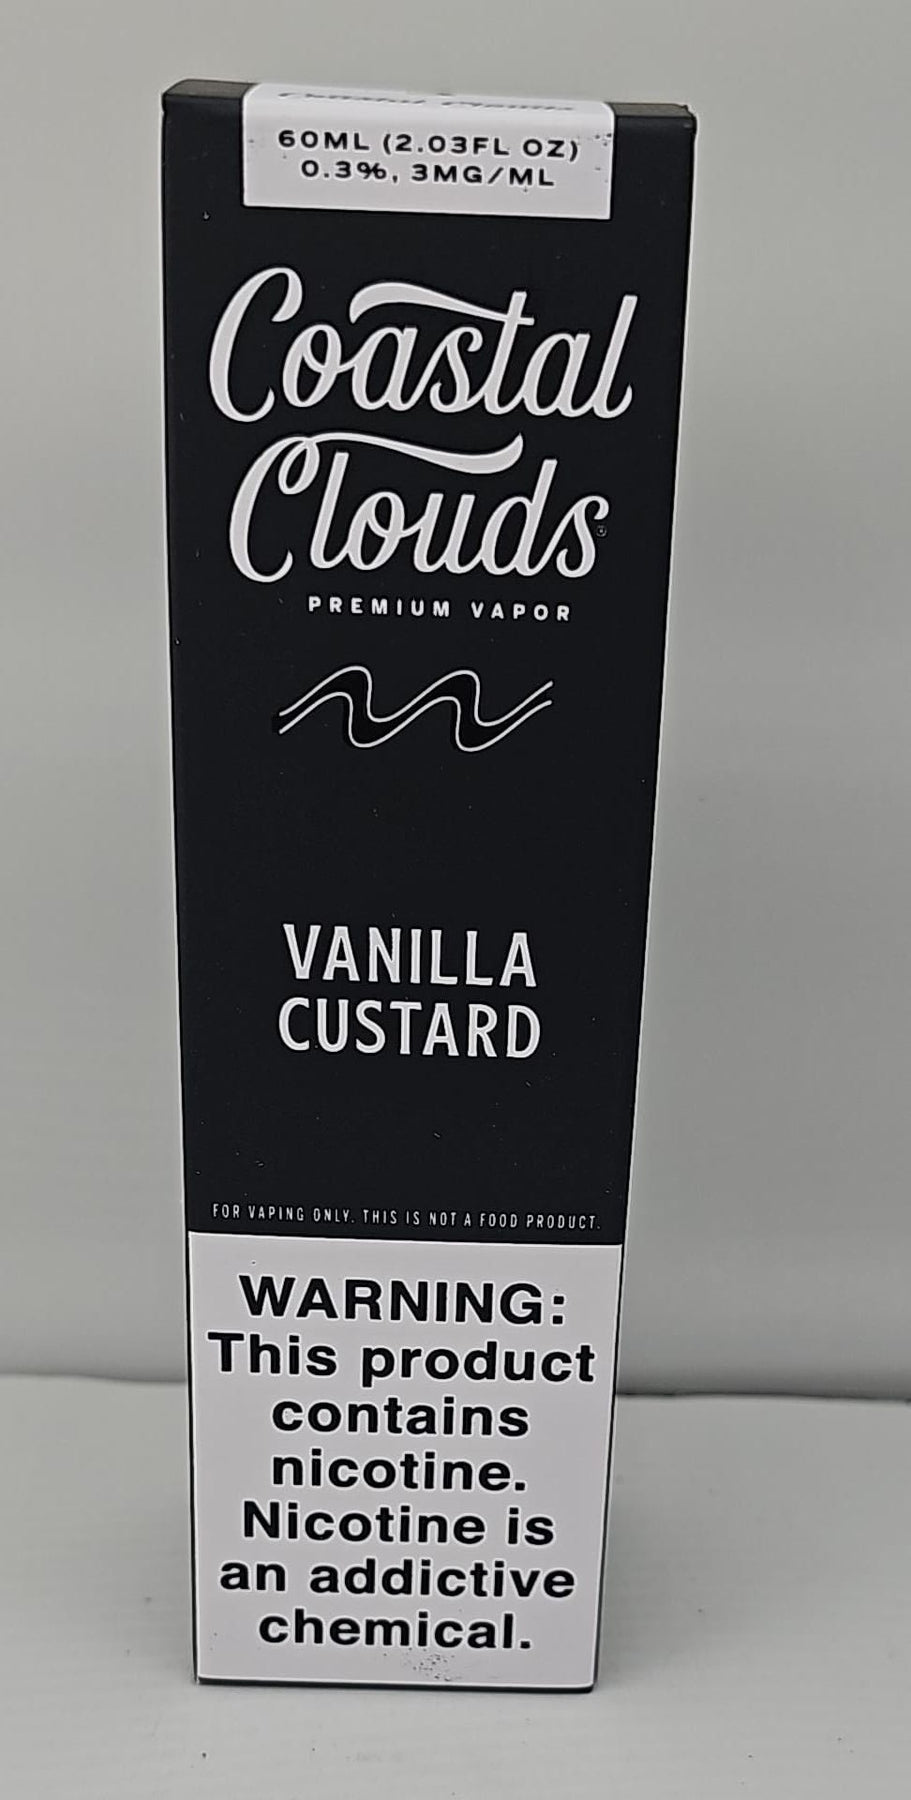 60ML (2.03FL OZ)
0.3%, 3MG/ML
Coastal
Clouds
PREMIUM VAPOR
VANILLA
CUSTARD
FOR VAPING ONLY. THIS IS NOT A FOOD PRODUCT.
WARNING:
This product
contains
nicotine.
Nicotine is
an addictive
chemical.